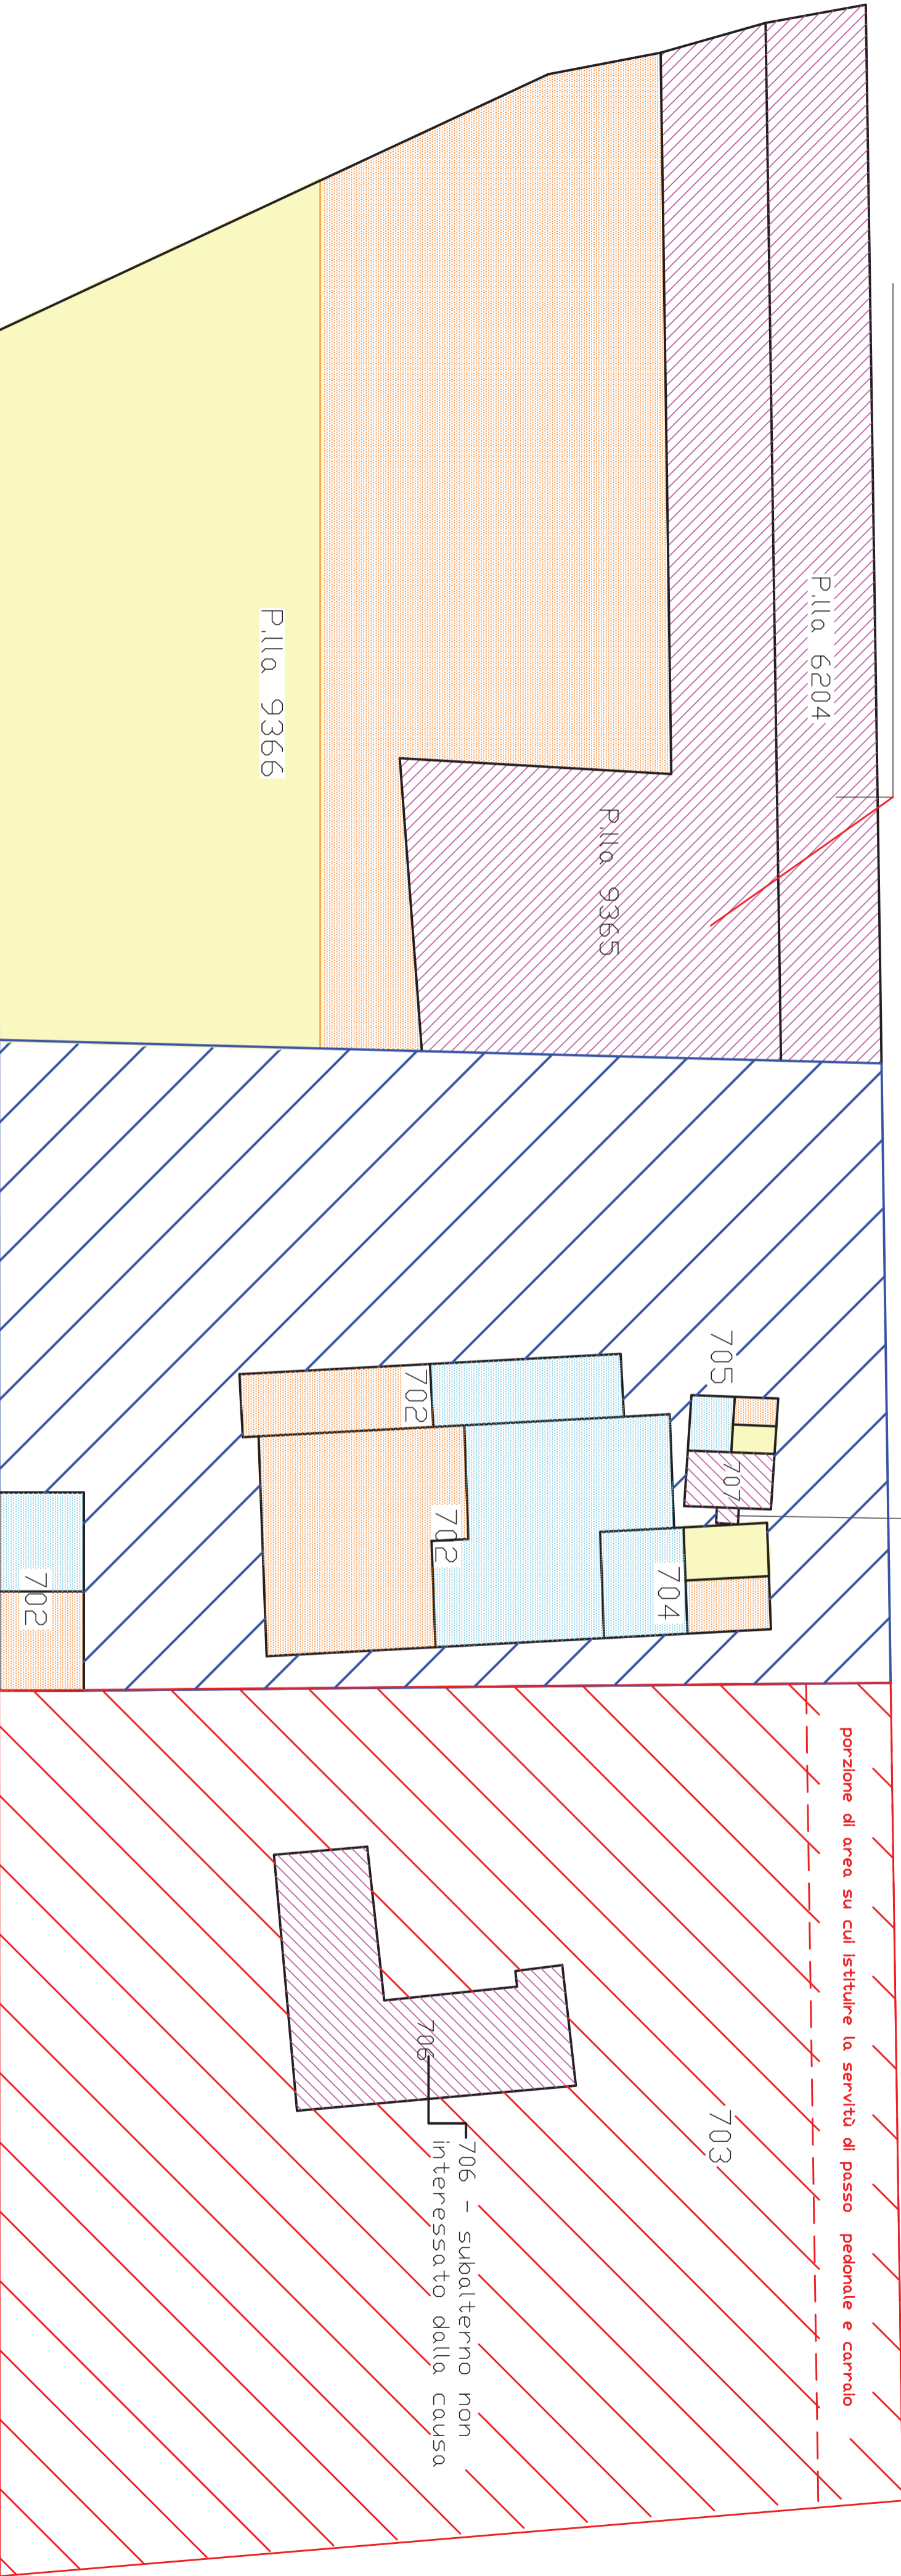 P.lla 6204
P.lla 9365
P.lla 9366
705
707
702
702
704
702
porzione di area su cui istituire la servitù di passo pedonale e carraio
703
706
706 - subalterno non
interessato dalla causa